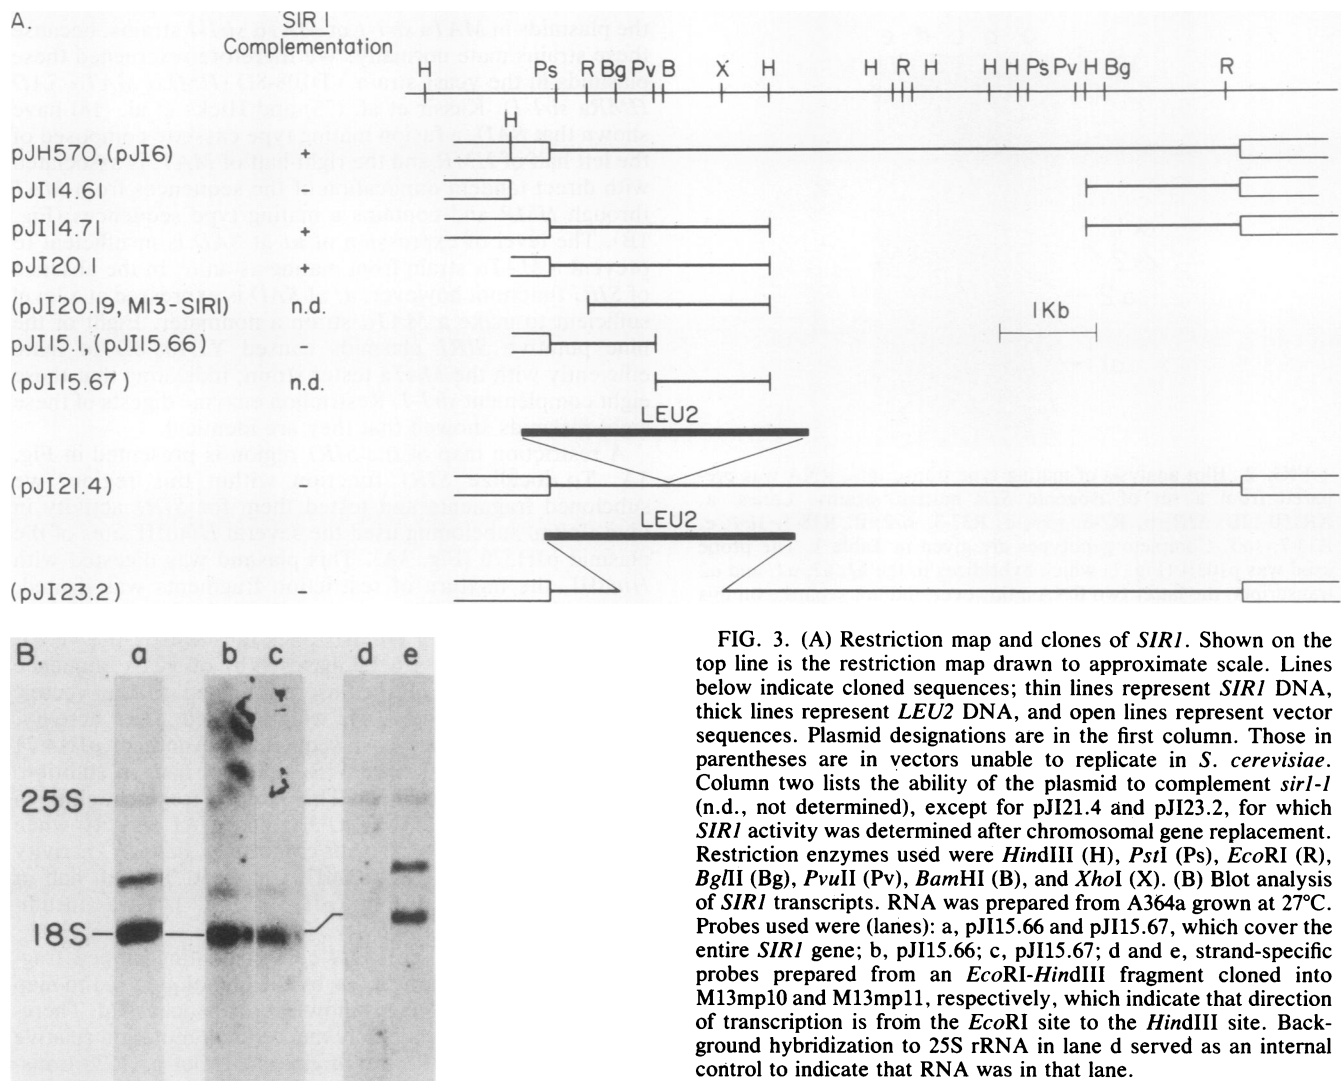 A.
SIR 1
Complementation
H Ps R Bg Pv B X H H R H H H Ps Pv H Bg R
H
pJH570,(pJI6) +
pJI14.61 -
pJI14.71 +
pJI20.1 +
(pJI20.19, M13-SIR1) n.d.
1Kb
pJI15.1,(pJI15.66) -
(pJI15.67) n.d.
LEU2
(pJI21.4) -
LEU2
(pJI23.2) -
B. a b c d e
25S
18S
FIG. 3. (A) Restriction map and clones of SIR1. Shown on the
top line is the restriction map drawn to approximate scale. Lines
below indicate cloned sequences; thin lines represent SIR1 DNA,
thick lines represent LEU2 DNA, and open lines represent vector
sequences. Plasmid designations are in the first column. Those in
parentheses are in vectors unable to replicate in S. cerevisiae.
Column two lists the ability of the plasmid to complement sir1-1
(n.d., not determined), except for pJI21.4 and pJI23.2, for which
SIR1 activity was determined after chromosomal gene replacement.
Restriction enzymes used were HindIII (H), PstI (Ps), EcoRI (R),
BglII (Bg), PvuII (Pv), BamHI (B), and XhoI (X). (B) Blot analysis
of SIR1 transcripts. RNA was prepared from A364a grown at 27°C.
Probes used were (lanes): a, pJI15.66 and pJI15.67, which cover the
entire SIR1 gene; b, pJI15.66; c, pJI15.67; d and e, strand-specific
probes prepared from an EcoRI-HindIII fragment cloned into
M13mp10 and M13mp11, respectively, which indicate that direction
of transcription is from the EcoRI site to the HindIII site. Back-
ground hybridization to 25S rRNA in lane d served as an internal
control to indicate that RNA was in that lane.